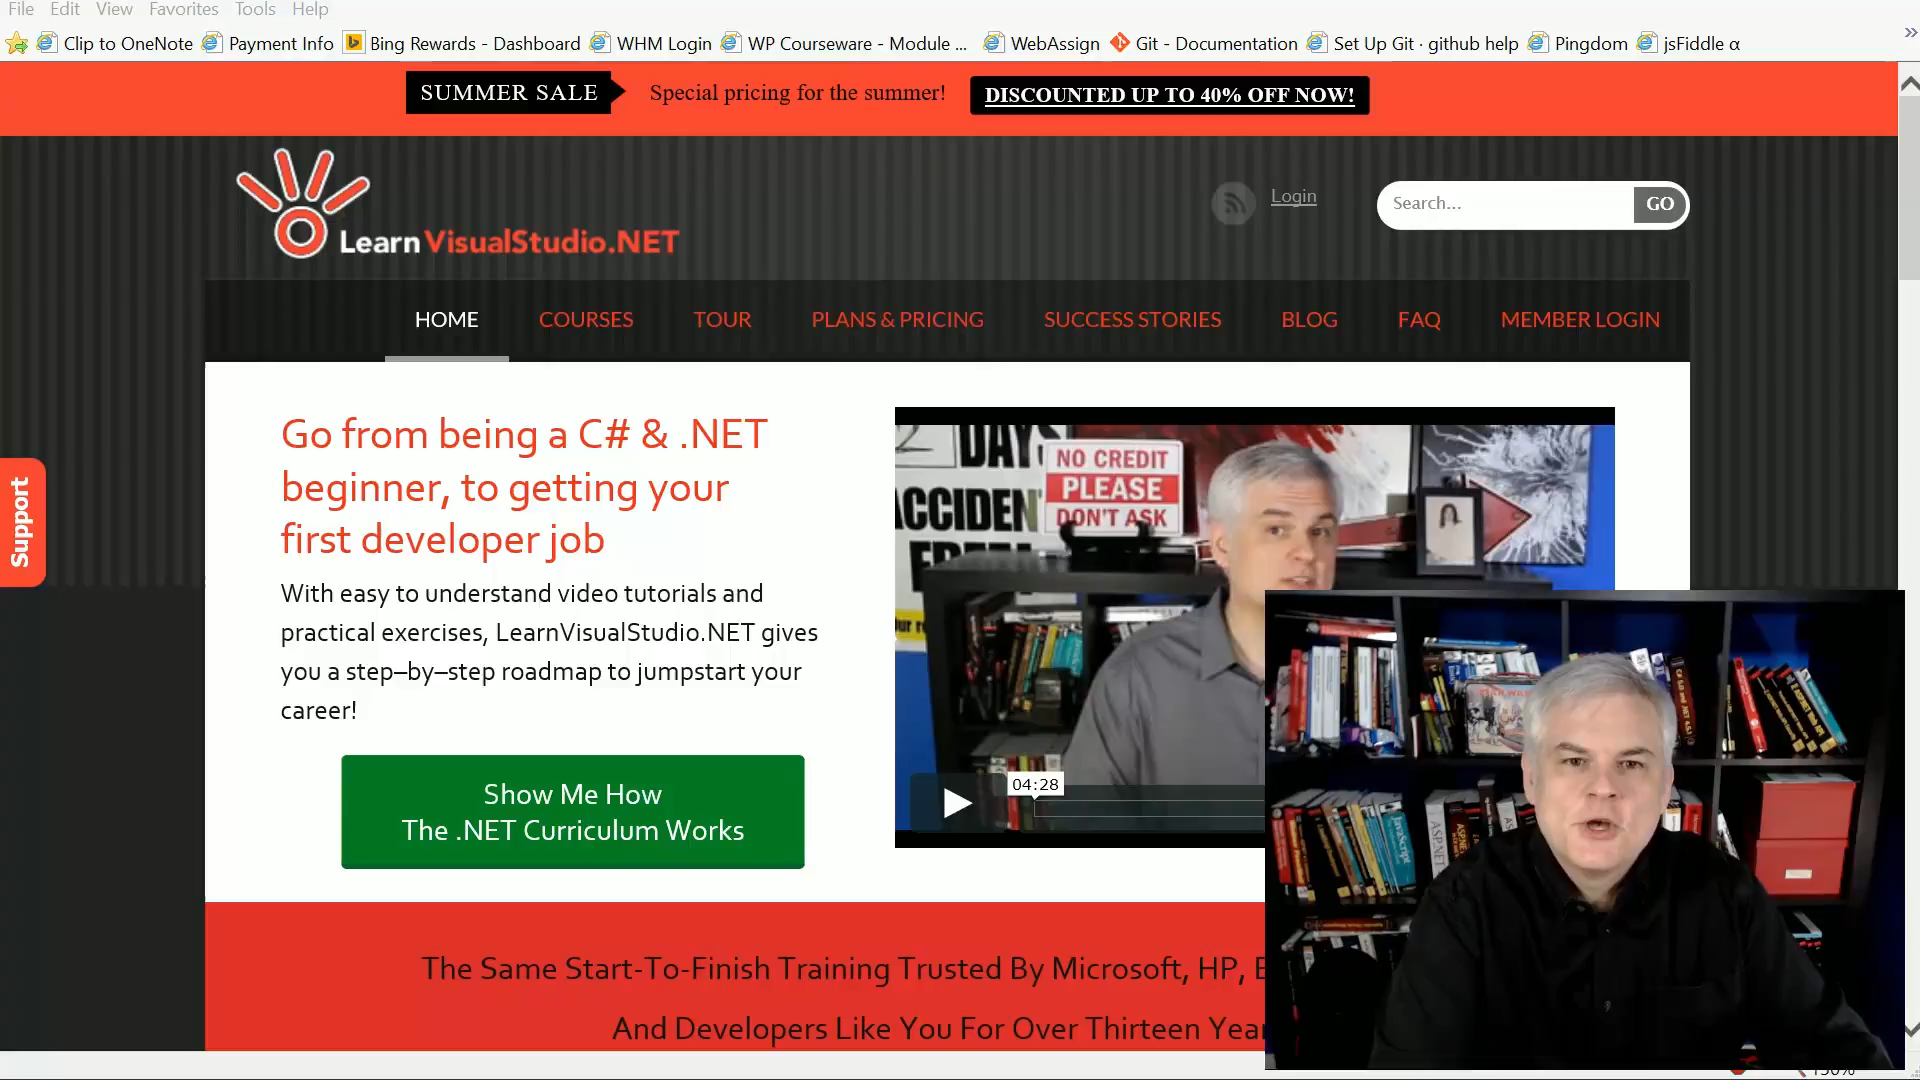 File Edit View Favorites Tools Help
Clip to OneNote Payment Info Bing Rewards - Dashboard WHM Login WP Courseware - Module ... WebAssign Git - Documentation Set Up Git · github help Pingdom jsFiddle α
SUMMER SALE Special pricing for the summer! DISCOUNTED UP TO 40% OFF NOW!
Learn VisualStudio.NET
Login
Search...
GO
HOME COURSES TOUR PLANS & PRICING SUCCESS STORIES BLOG FAQ MEMBER LOGIN
Support
Go from being a C# & .NET
beginner, to getting your
first developer job
With easy to understand video tutorials and
practical exercises, LearnVisualStudio.NET gives
you a step–by–step roadmap to jumpstart your
career!
Show Me How
The .NET Curriculum Works
DAY
ACCIDEN
NO CREDIT
PLEASE
DON'T ASK
04:28
JavaScript
ASP.NET
The Same Start-To-Finish Training Trusted By Microsoft, HP,
And Developers Like You For Over Thirteen